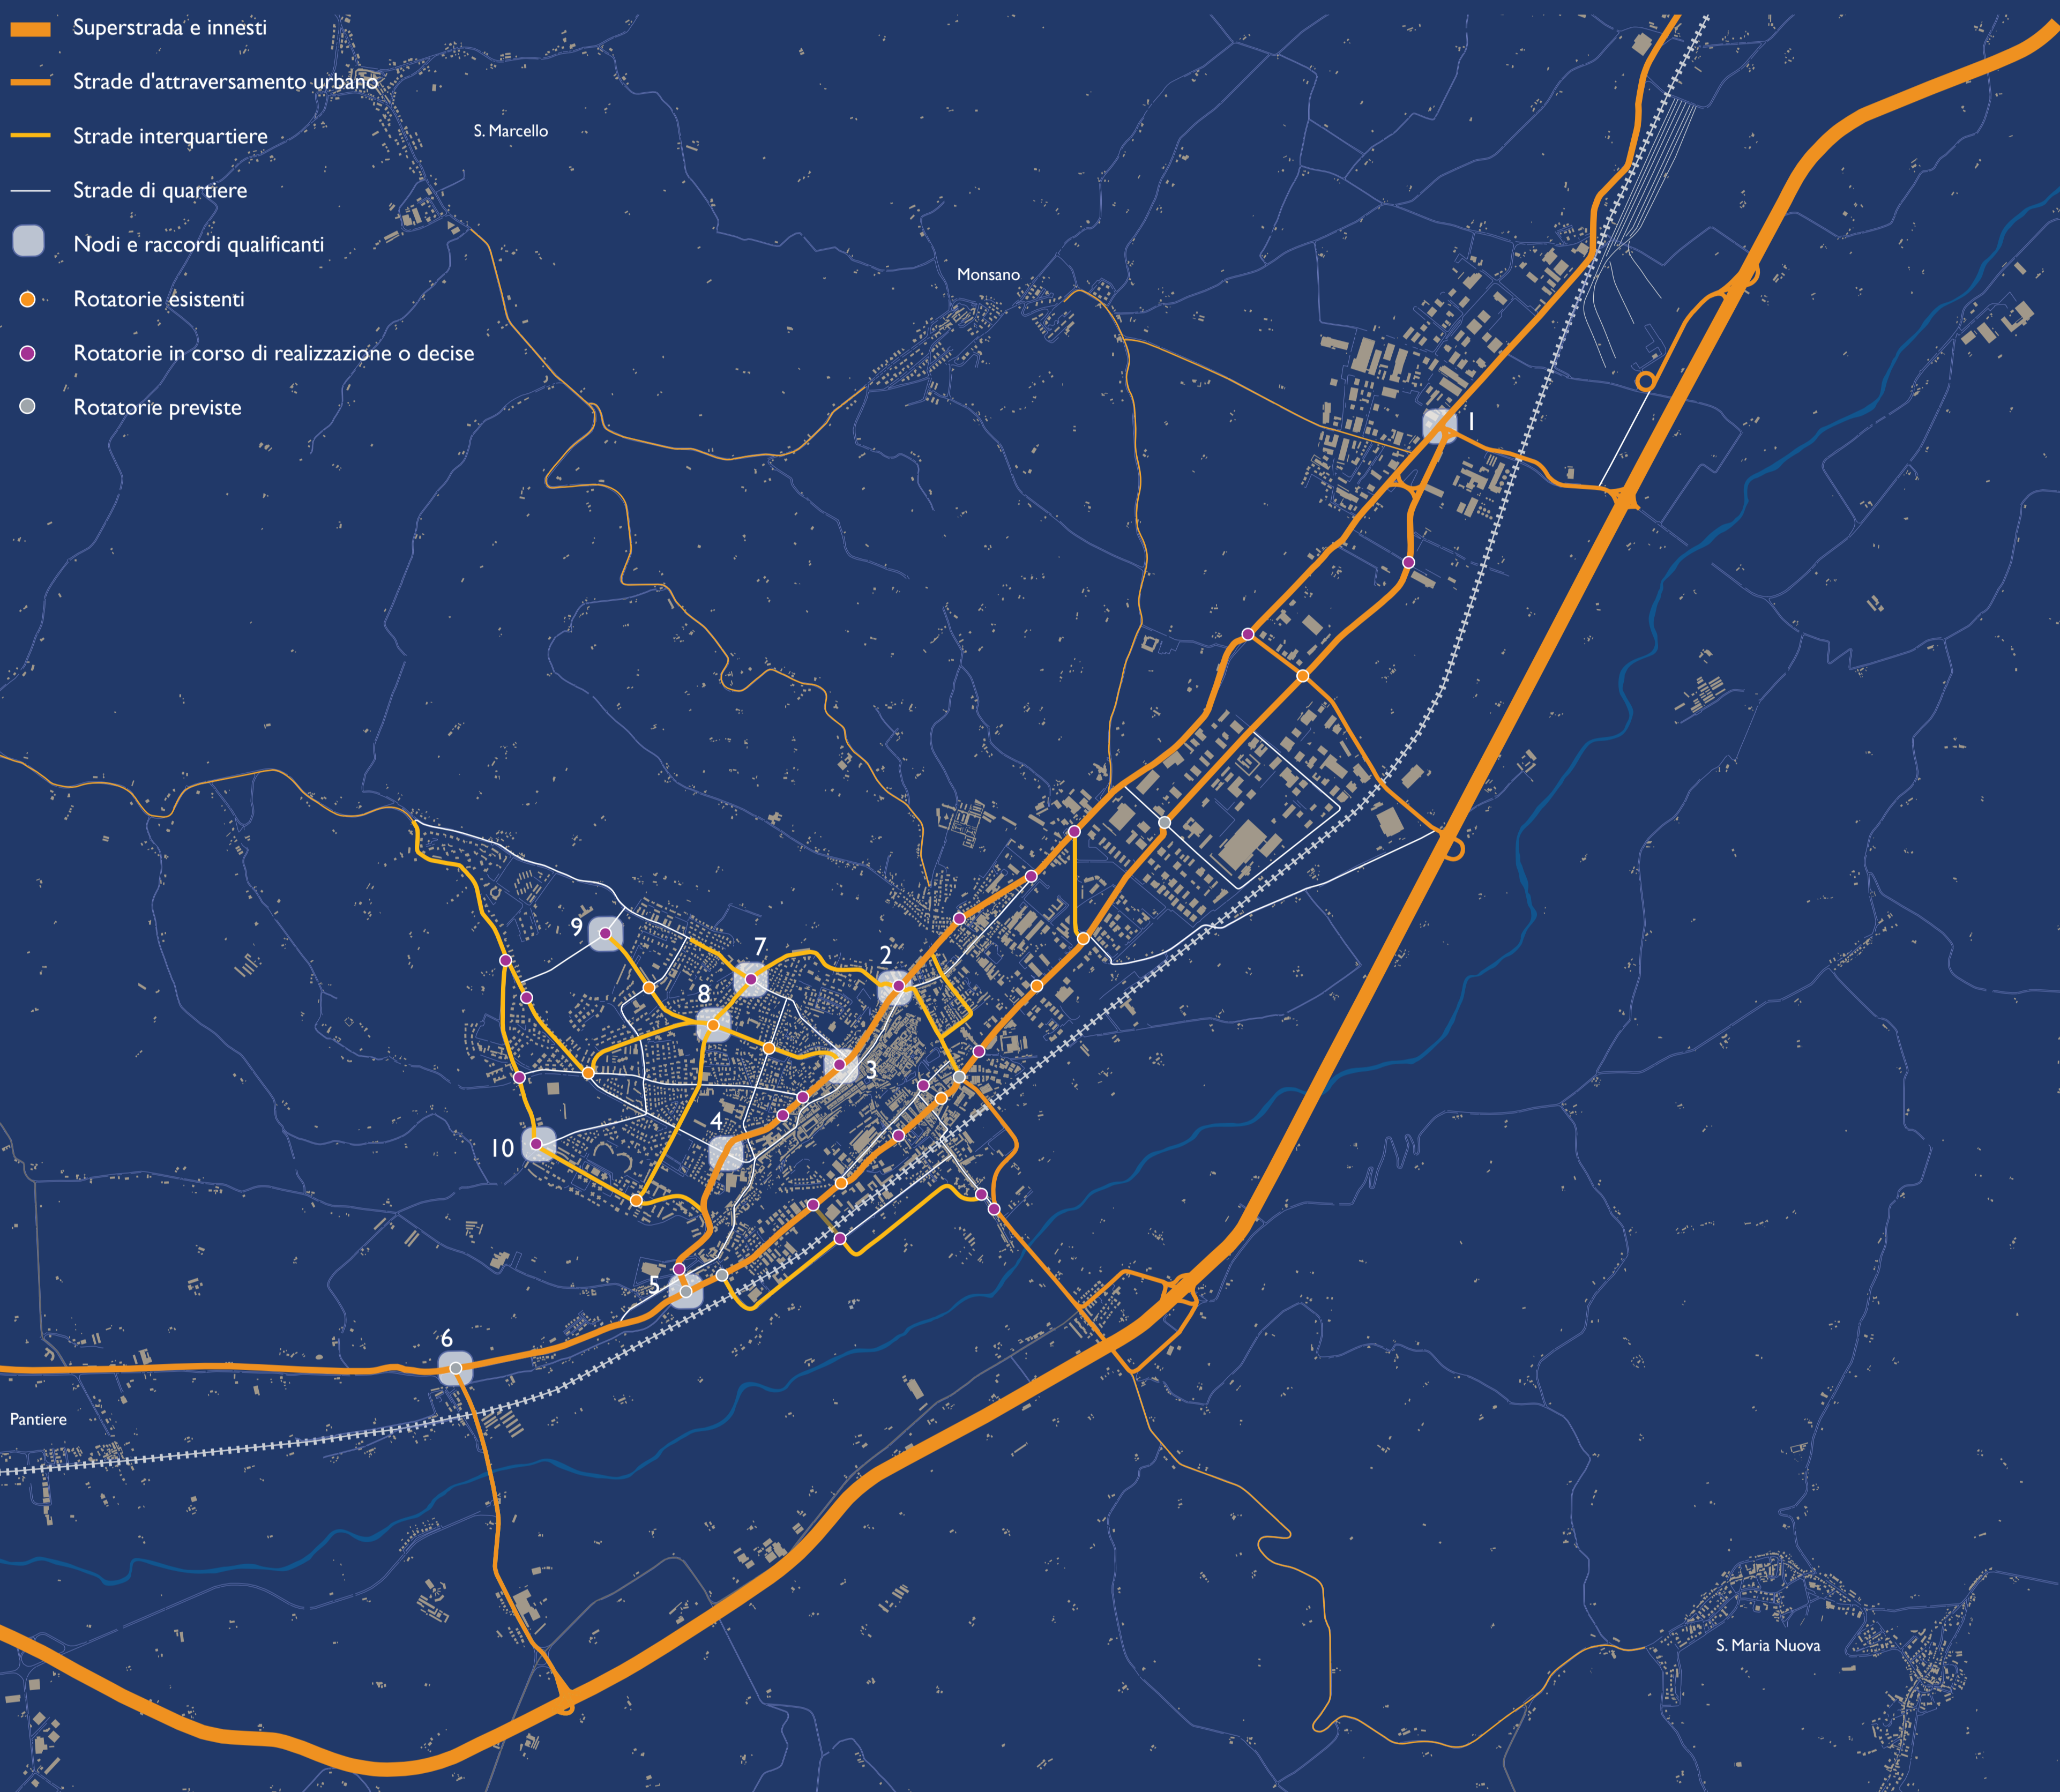 Superstrada e innesti
Strade d'attraversamento urbano
Strade interquartiere
Strade di quartiere
Nodi e raccordi qualificanti
Rotatorie esistenti
Rotatorie in corso di realizzazione o decise
Rotatorie previste
S. Marcello
Monsano
1
9
7
2
8
3
4
10
5
6
Pantiere
S. Maria Nuova